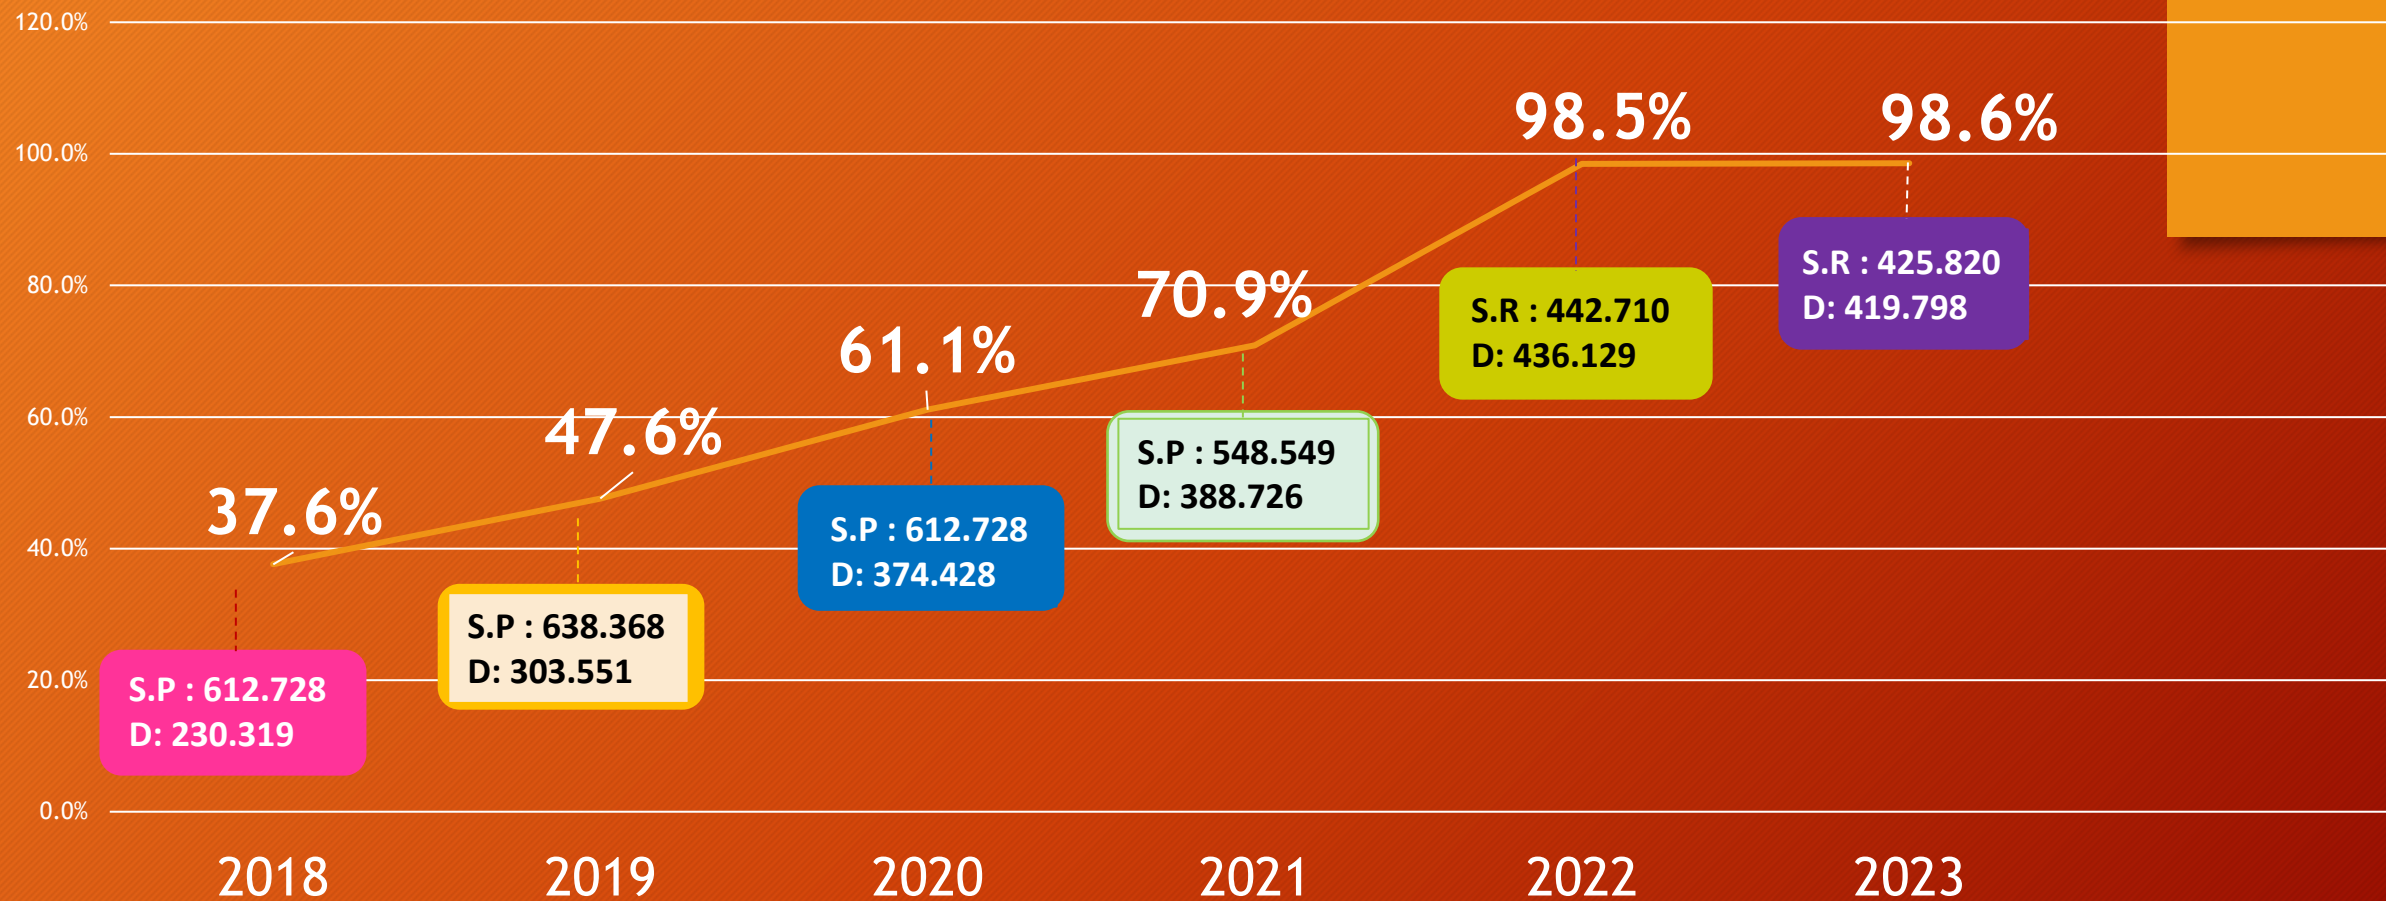 120.0%
100.0%
80.0%
60.0%
40.0%
20.0%
0.0%
37.6%
47.6%
61.1%
70.9%
98.5%
98.6%
S.P : 612.728
D: 230.319
S.P : 638.368
D: 303.551
S.P : 612.728
D: 374.428
S.P : 548.549
D: 388.726
S.R : 442.710
D: 436.129
S.R : 425.820
D: 419.798
2018
2019
2020
2021
2022
2023